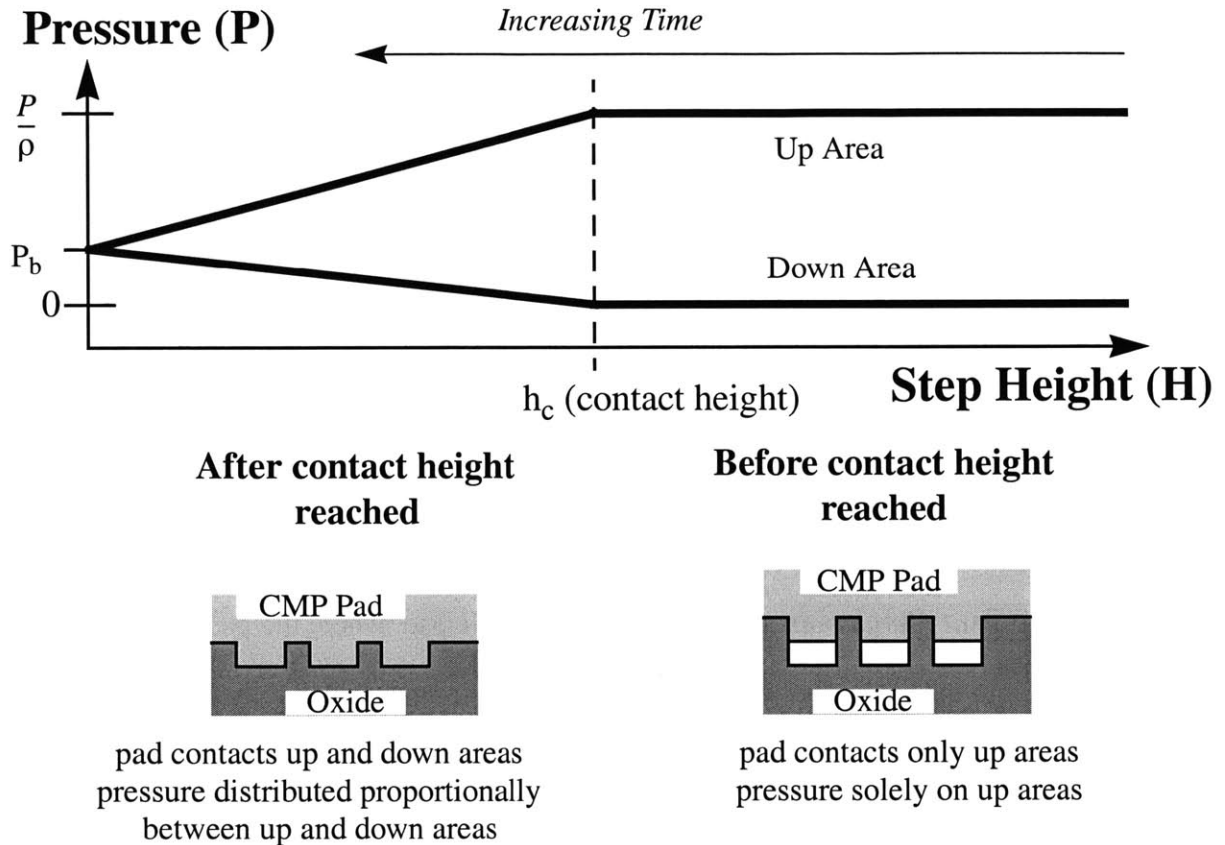 Pressure (P)
Increasing Time
P
ρ
Up Area
P_b
Down Area
0
h_c (contact height)
Step Height (H)
After contact height
reached
Before contact height
reached
CMP Pad
Oxide
pad contacts up and down areas
pressure distributed proportionally
between up and down areas
CMP Pad
Oxide
pad contacts only up areas
pressure solely on up areas